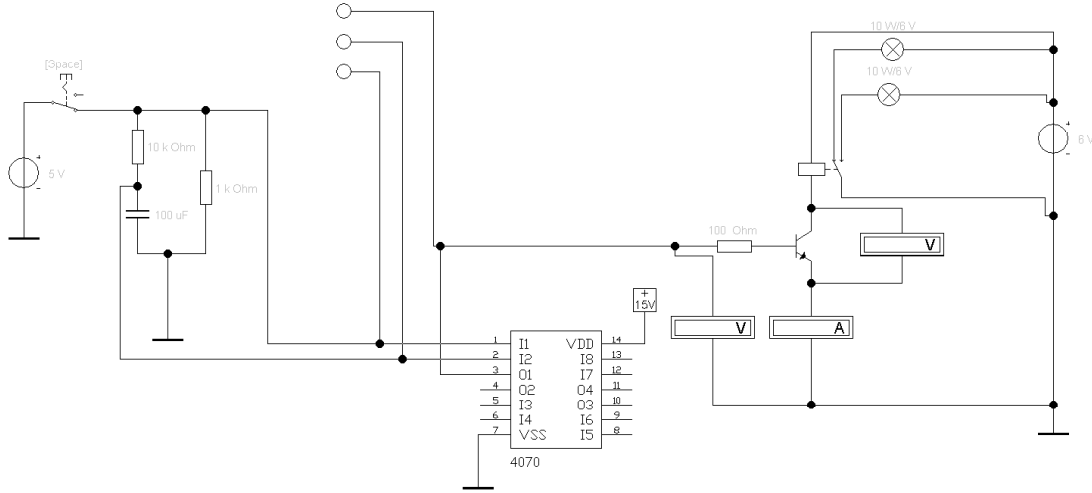 10 W/6 V
[Space]
10 W/6 V
+
10 k Ohm
+
6 V
-
+
5 V
-
1 k Ohm
100 uF
100 Ohm
V
+
15V
V
A
1 I1 VDD 14
2 I2 I8 13
3 O1 I7 12
4 O2 O4 11
5 I3 O3 10
6 I4 I6 9
7 VSS I5 8
4070